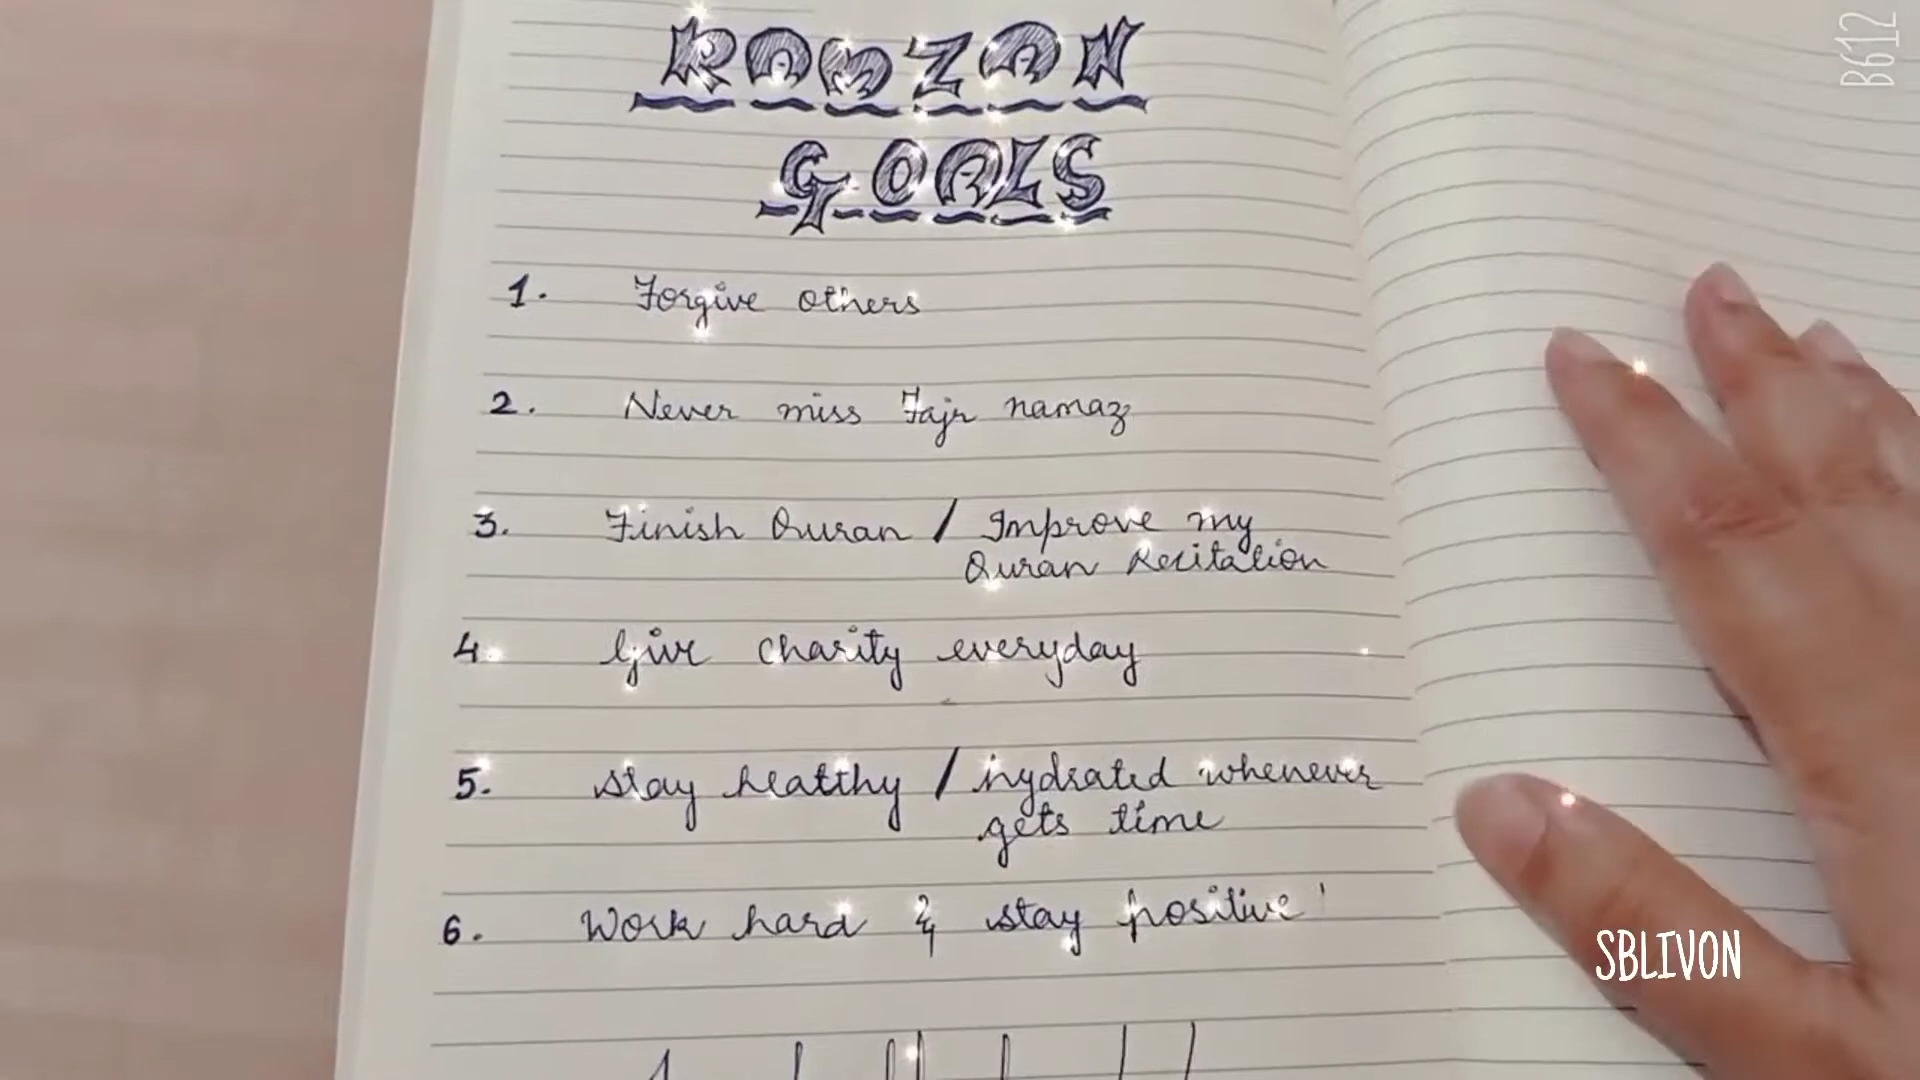 RAMZAN
GOALS
1. Forgive others
2. Never miss Fajr namaz
3. Finish Quran / Improve my
Quran Recitation
4. Give charity everyday
5. stay healthy / hydrated whenever
gets time
6. Work hard & stay positive!
SBLIVON
B612